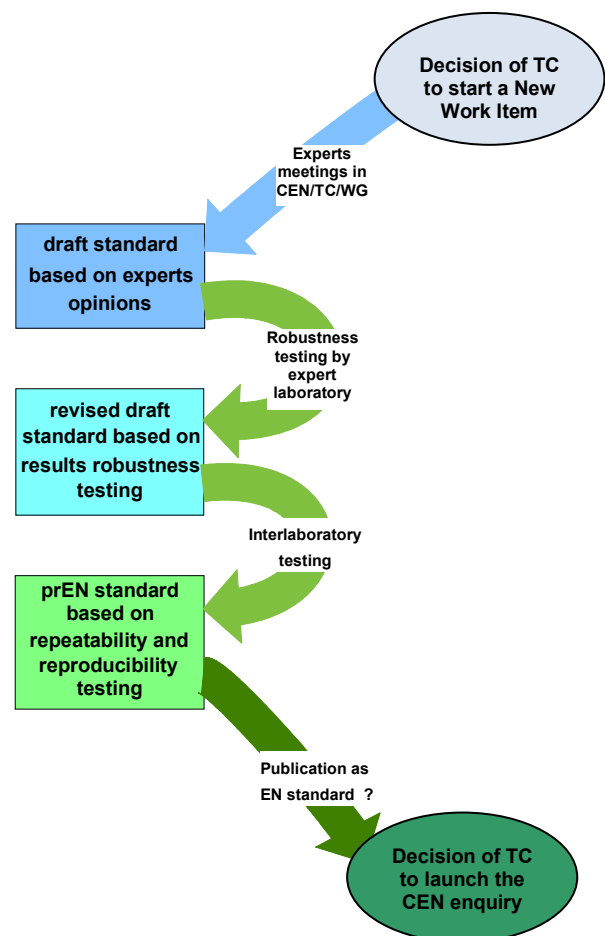 Decision of TC
to start a New
Work Item
Experts
meetings in
CEN/TC/WG
draft standard
based on experts
opinions
Robustness
testing by
expert
laboratory
revised draft
standard based on
results robustness
testing
Interlaboratory
testing
prEN standard
based on
repeatability and
reproducibility
testing
Publication as
EN standard ?
Decision of TC
to launch the
CEN enquiry